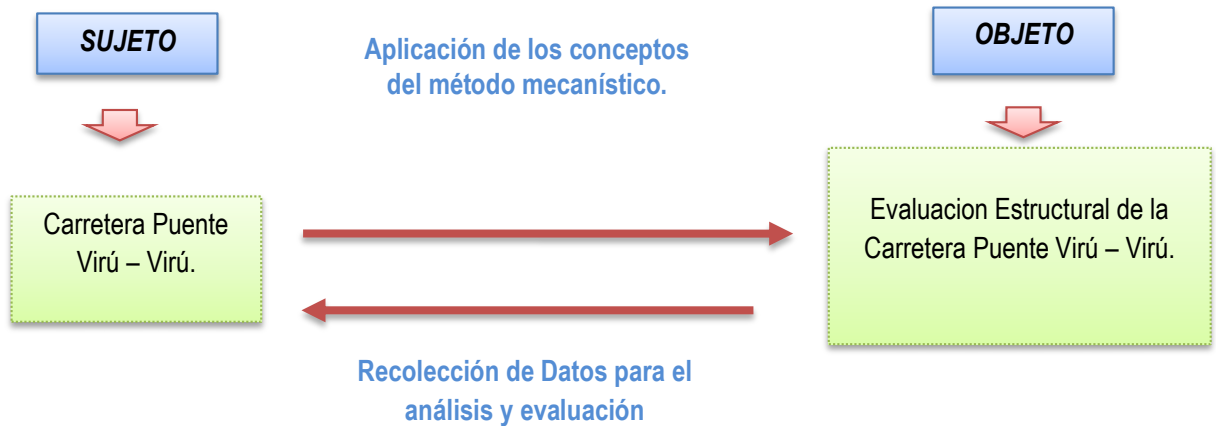 SUJETO
Aplicación de los conceptos
del método mecanístico.
OBJETO
Carretera Puente
Virú – Virú.
Evaluacion Estructural de la
Carretera Puente Virú – Virú.
Recolección de Datos para el
análisis y evaluación